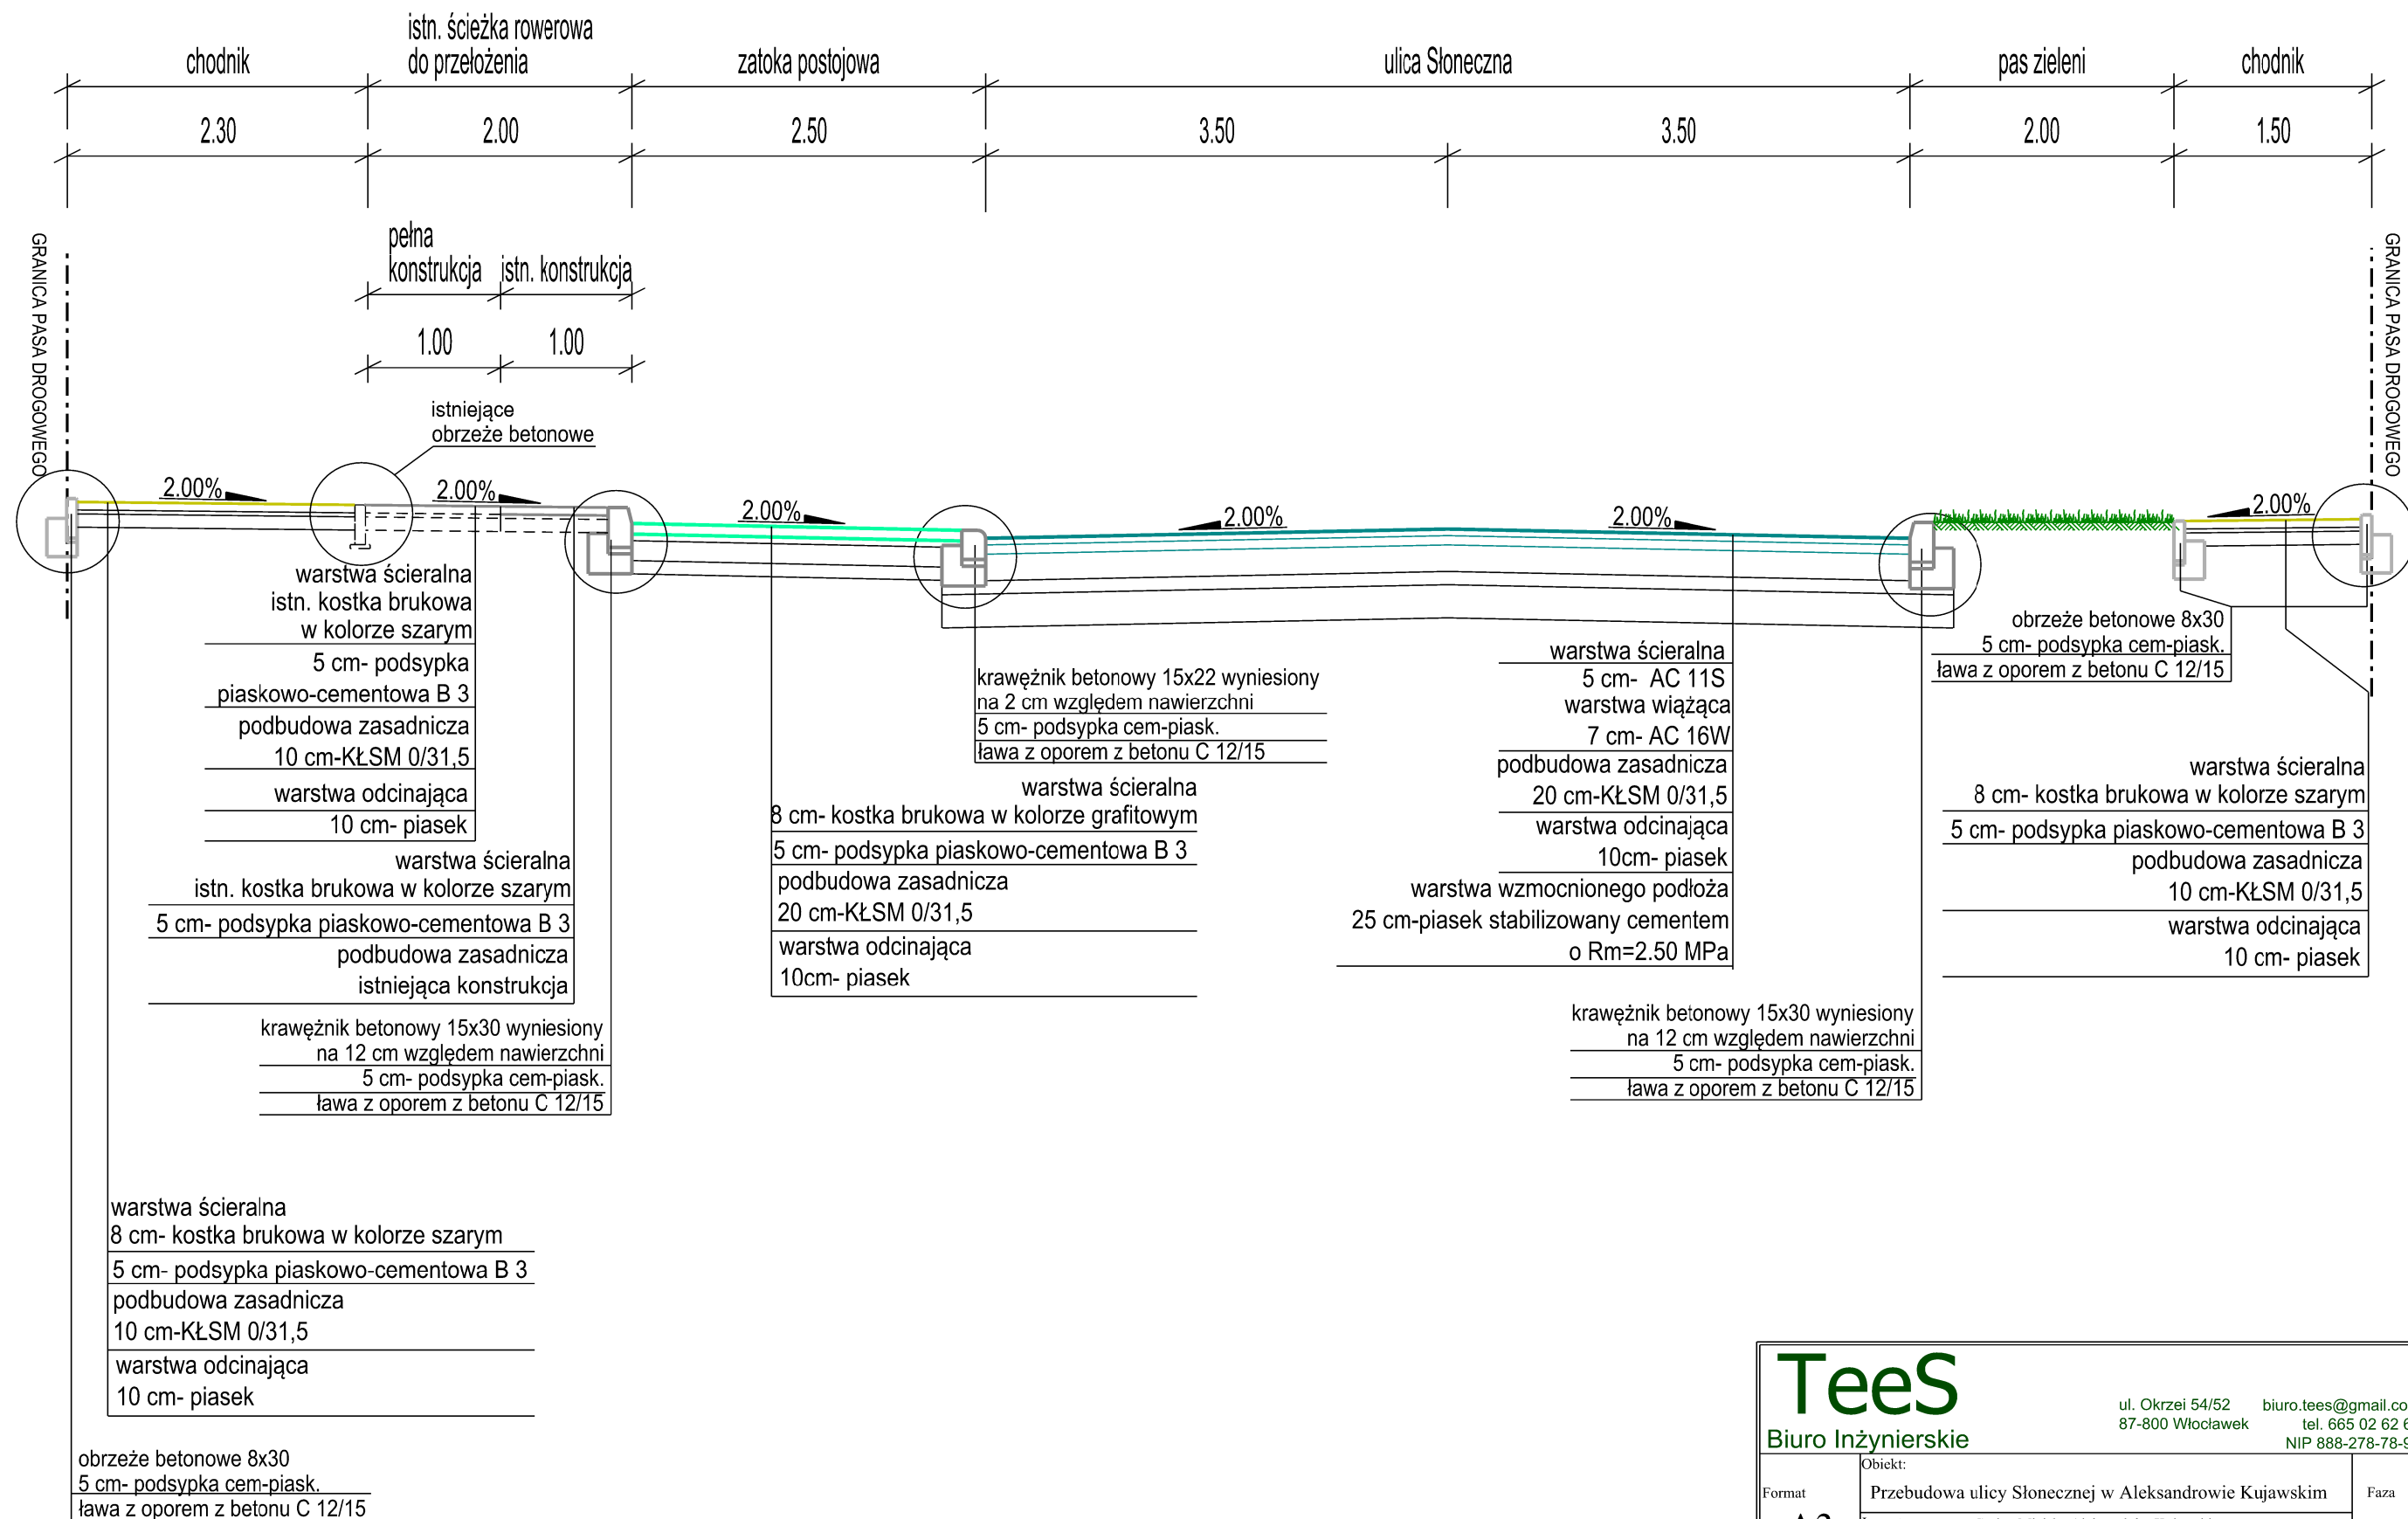 chodnik
istn. ścieżka rowerowa
do przełożenia
zatoka postojowa
ulica Słoneczna
pas zieleni
chodnik
2.30
2.00
2.50
3.50
3.50
2.00
1.50
GRANICA PASA DROGOWEGO
GRANICA PASA DROGOWEGO
pełna
konstrukcja
istn. konstrukcja
1.00
1.00
istniejące
obrzeże betonowe
2.00%
2.00%
2.00%
2.00%
2.00%
2.00%
warstwa ścieralna
istn. kostka brukowa
w kolorze szarym
5 cm- podsypka
piaskowo-cementowa B 3
podbudowa zasadnicza
10 cm-KŁSM 0/31,5
warstwa odcinająca
10 cm- piasek
warstwa ścieralna
istn. kostka brukowa w kolorze szarym
5 cm- podsypka piaskowo-cementowa B 3
podbudowa zasadnicza
istniejąca konstrukcja
krawężnik betonowy 15x30 wyniesiony
na 12 cm względem nawierzchni
5 cm- podsypka cem-piask.
ława z oporem z betonu C 12/15
krawężnik betonowy 15x22 wyniesiony
na 2 cm względem nawierzchni
5 cm- podsypka cem-piask.
ława z oporem z betonu C 12/15
warstwa ścieralna
8 cm- kostka brukowa w kolorze grafitowym
5 cm- podsypka piaskowo-cementowa B 3
podbudowa zasadnicza
20 cm-KŁSM 0/31,5
warstwa odcinająca
10cm- piasek
warstwa ścieralna
5 cm- AC 11S
warstwa wiążąca
7 cm- AC 16W
podbudowa zasadnicza
20 cm-KŁSM 0/31,5
warstwa odcinająca
10cm- piasek
warstwa wzmocnionego podłoża
25 cm-piasek stabilizowany cementem
o Rm=2.50 MPa
krawężnik betonowy 15x30 wyniesiony
na 12 cm względem nawierzchni
5 cm- podsypka cem-piask.
ława z oporem z betonu C 12/15
obrzeże betonowe 8x30
5 cm- podsypka cem-piask.
ława z oporem z betonu C 12/15
warstwa ścieralna
8 cm- kostka brukowa w kolorze szarym
5 cm- podsypka piaskowo-cementowa B 3
podbudowa zasadnicza
10 cm-KŁSM 0/31,5
warstwa odcinająca
10 cm- piasek
warstwa ścieralna
8 cm- kostka brukowa w kolorze szarym
5 cm- podsypka piaskowo-cementowa B 3
podbudowa zasadnicza
10 cm-KŁSM 0/31,5
warstwa odcinająca
10 cm- piasek
obrzeże betonowe 8x30
5 cm- podsypka cem-piask.
ława z oporem z betonu C 12/15
TeeS
Biuro Inżynierskie
ul. Okrzei 54/52
87-800 Włocławek
biuro.tees@gmail.co
tel. 665 02 62
NIP 888-278-78-
Obiekt:
Format
Przebudowa ulicy Słonecznej w Aleksandrowie Kujawskim
Faza